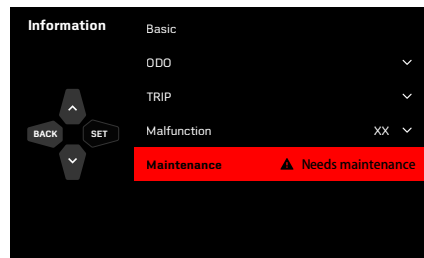 Information
Basic
ODO
TRIP
BACK
SET
Malfunction XX
Maintenance Needs maintenance